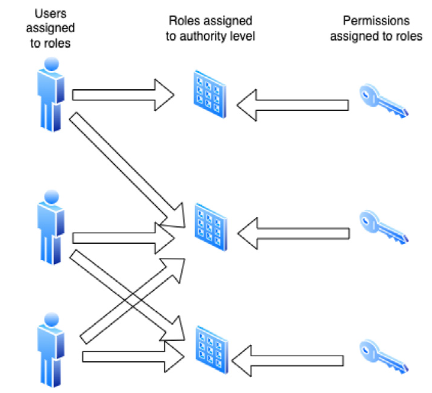 Users
assigned
to roles
Roles assigned
to authority level
Permissions
assigned to roles